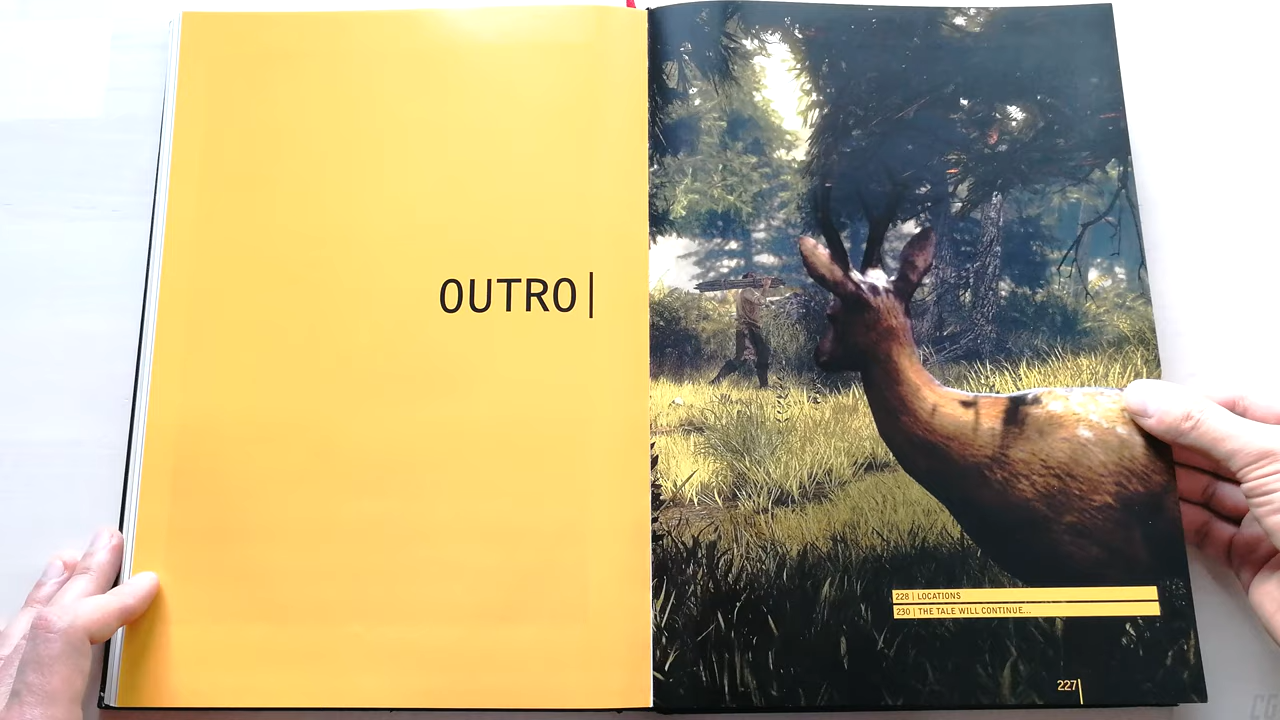 OUTRO|
228 | LOCATIONS
230 | THE TALE WILL CONTINUE...
227|